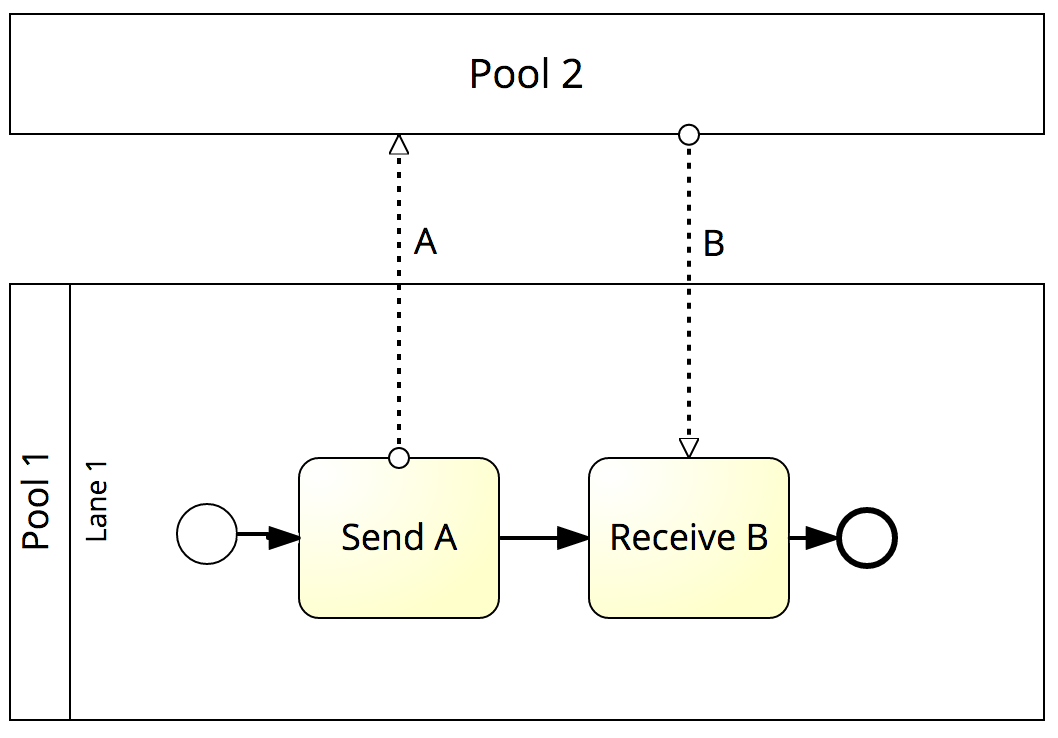 Pool 2
A
B
Pool 1
Lane 1
Send A
Receive B